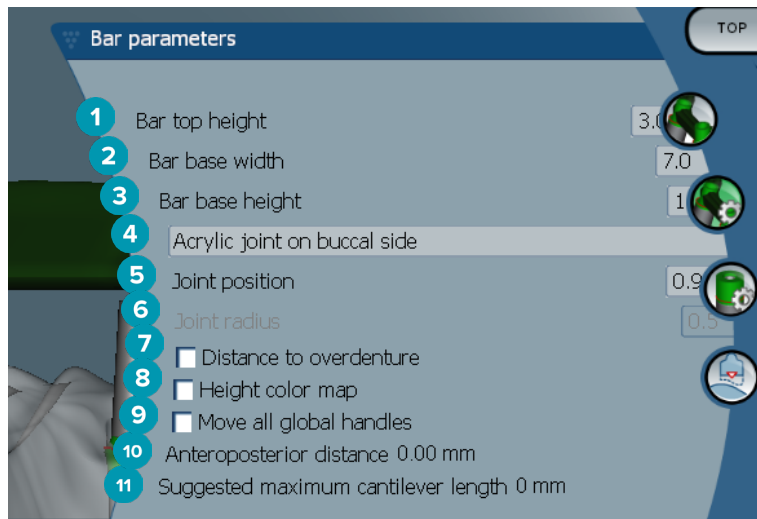 TOP
Bar parameters
1 Bar top height 3.0
2 Bar base width 7.0
3 Bar base height 1
4 Acrylic joint on buccal side
5 Joint position 0.9
6 Joint radius 0.5
7 Distance to overdenture
8 Height color map
9 Move all global handles
10 Anteroposterior distance 0.00 mm
11 Suggested maximum cantilever length 0 mm